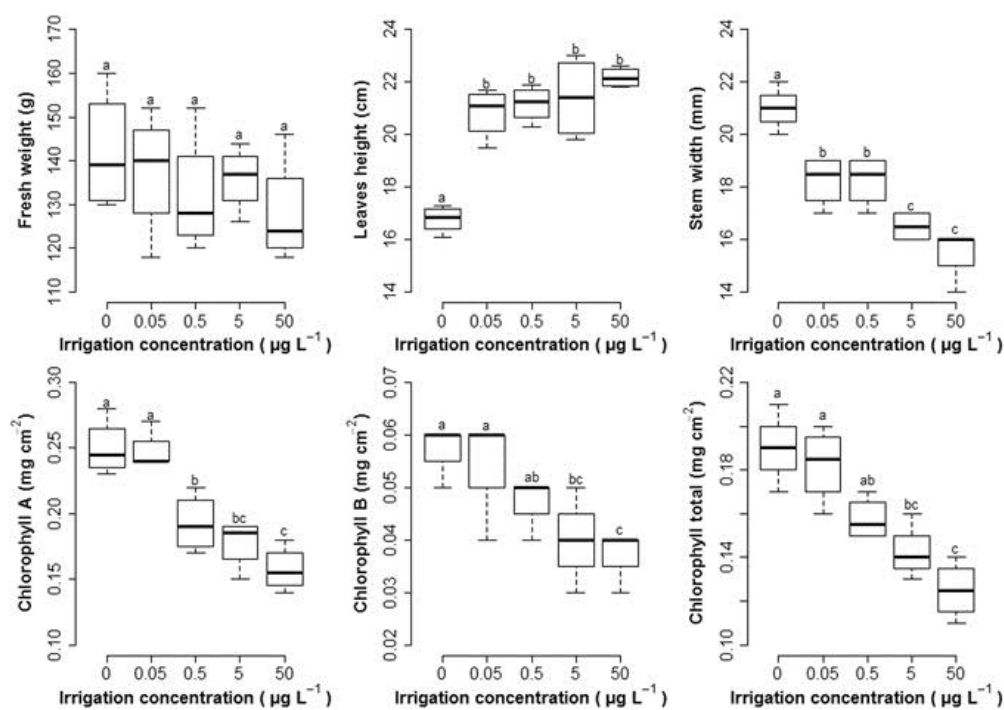 Fresh weight (g)
110 120 130 140 150 160 170
a a a a a
0 0.05 0.5 5 50
Irrigation concentration ( µg L⁻¹ )
Leaves height (cm)
14 16 18 20 22 24
a b b b b
0 0.05 0.5 5 50
Irrigation concentration ( µg L⁻¹ )
Stem width (mm)
14 16 18 20 22 24
a b b c c
0 0.05 0.5 5 50
Irrigation concentration ( µg L⁻¹ )
Chlorophyll A (mg cm⁻²)
0.10 0.15 0.20 0.25 0.30
a a b bc c
0 0.05 0.5 5 50
Irrigation concentration ( µg L⁻¹ )
Chlorophyll B (mg cm⁻²)
0.02 0.03 0.04 0.05 0.06 0.07
a a ab bc c
0 0.05 0.5 5 50
Irrigation concentration ( µg L⁻¹ )
Chlorophyll total (mg cm⁻²)
0.10 0.14 0.18 0.22
a a ab bc c
0 0.05 0.5 5 50
Irrigation concentration ( µg L⁻¹ )